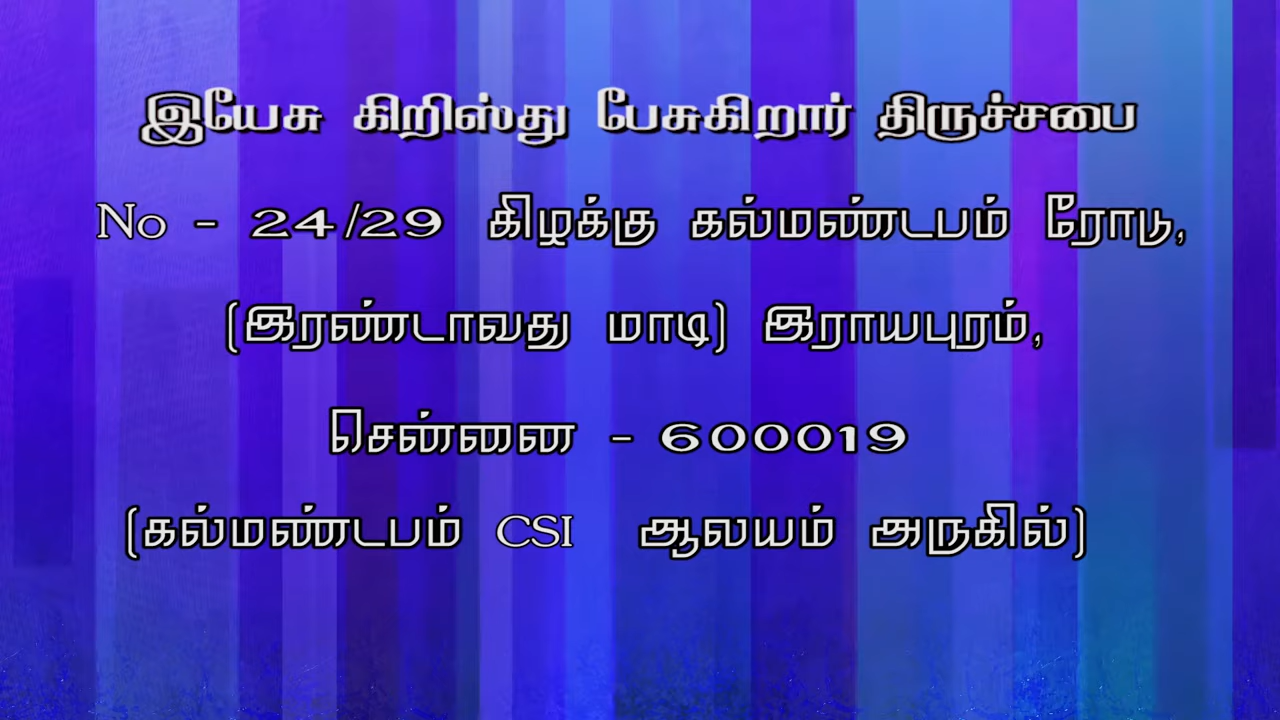 இயேசு கிறிஸ்து பேசுகிறார் திருச்சபை
No - 24/29 கிழக்கு கல்மண்டபம் ரோடு,
(இரண்டாவது மாடி) இராயபுரம்,
சென்னை - 600019
(கல்மண்டபம் CSI ஆலயம் அருகில்)